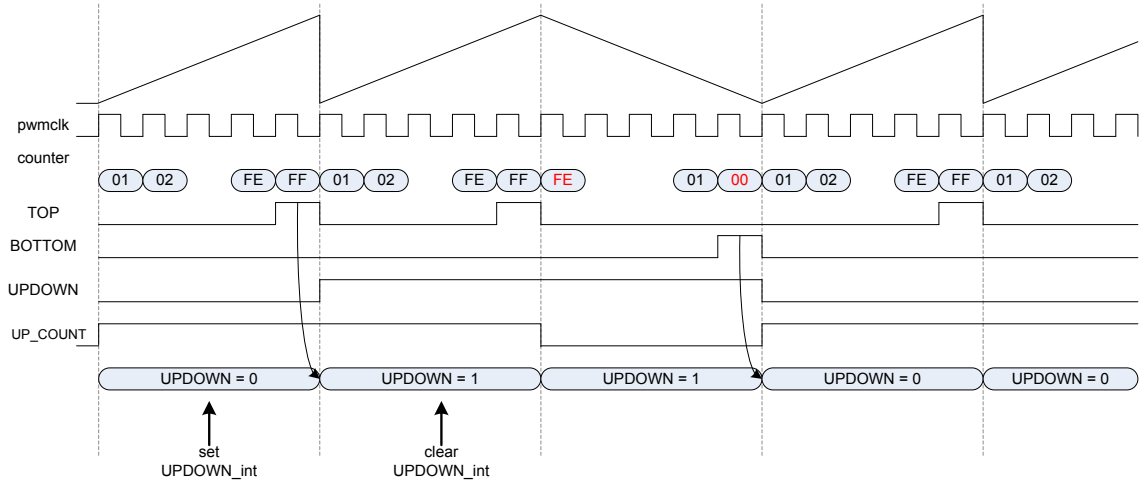 pwmclk
counter
01 02 FE FF 01 02 FE FF FE 01 00 01 02 FE FF 01 02
TOP
BOTTOM
UPDOWN
UP_COUNT
UPDOWN = 0 UPDOWN = 1 UPDOWN = 1 UPDOWN = 0 UPDOWN = 0
set clear
UPDOWN_int UPDOWN_int